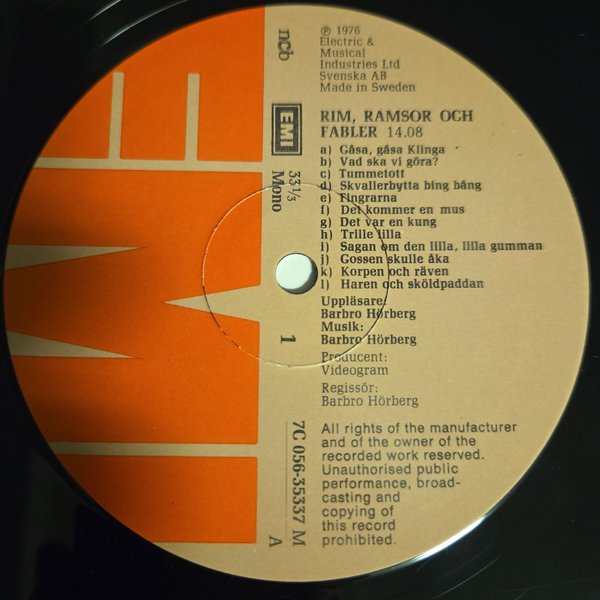 ℗ 1976
Electric &
Musical
Industries Ltd
Svenska AB
Made in Sweden
ncb
EMI
33 1/3
Mono
RIM, RAMSOR OCH
FABLER 14.08
a) Gåsa, gåsa Klinga
b) Vad ska vi göra?
c) Tummetott
d) Skvallerbytta bing bång
e) Fingrarna
f) Det kommer en mus
g) Det var en kung
h) Trille lilla
i) Sagan om den lilla, lilla gumman
j) Gossen skulle åka
k) Korpen och räven
l) Haren och sköldpaddan
Uppläsare:
Barbro Hörberg
Musik:
Barbro Hörberg
1
Producent:
Videogram
Regissör:
Barbro Hörberg
7C 056-35337 M
A
All rights of the manufacturer
and of the owner of the
recorded work reserved.
Unauthorised public
performance, broad-
casting and
copying of
this record
prohibited.
EMI